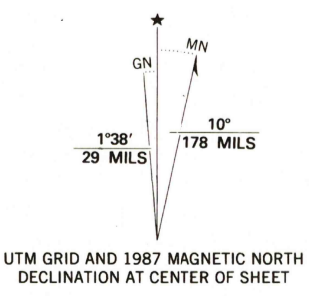 ★
MN
GN
1°38′
29 MILS
10°
178 MILS
UTM GRID AND 1987 MAGNETIC NORTH
DECLINATION AT CENTER OF SHEET